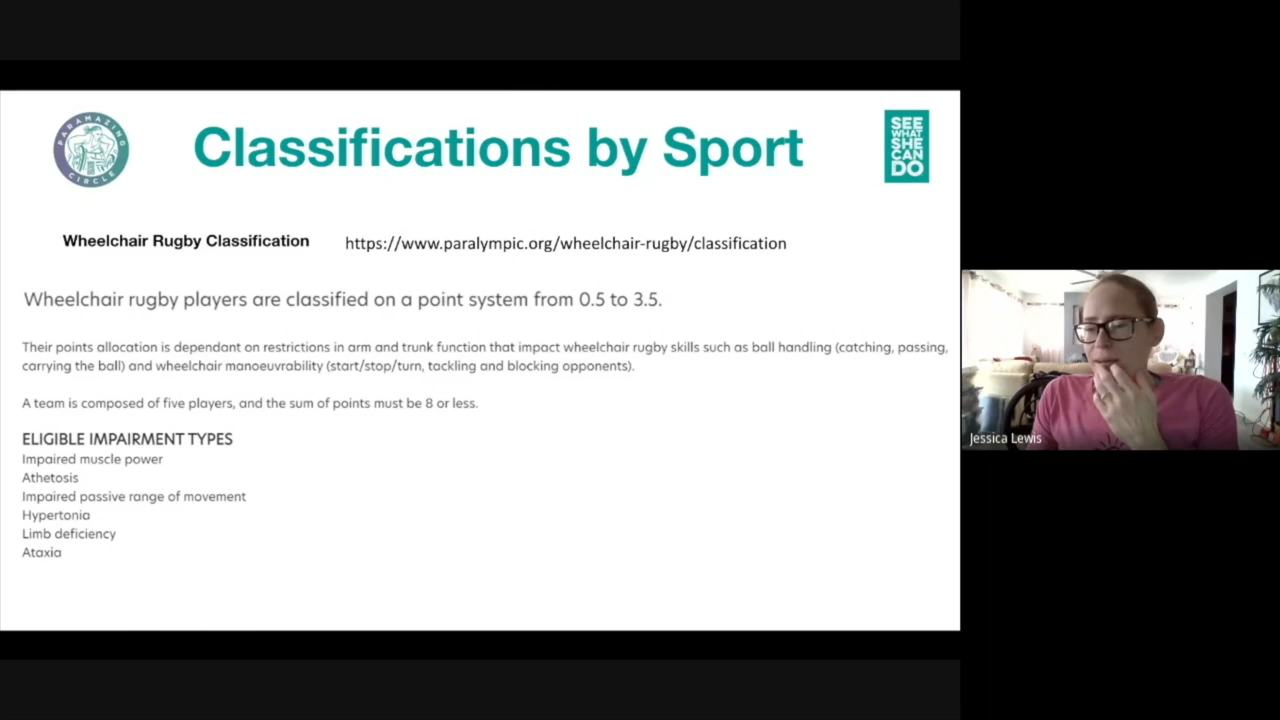 PARAMAZING
CIRCLE
Classifications by Sport
SEE
WHAT
SHE
CAN
DO
Wheelchair Rugby Classification https://www.paralympic.org/wheelchair-rugby/classification
Wheelchair rugby players are classified on a point system from 0.5 to 3.5.
Their points allocation is dependant on restrictions in arm and trunk function that impact wheelchair rugby skills such as ball handling (catching, passing,
carrying the ball) and wheelchair manoeuvrability (start/stop/turn, tackling and blocking opponents).
A team is composed of five players, and the sum of points must be 8 or less.
ELIGIBLE IMPAIRMENT TYPES
Impaired muscle power
Athetosis
Impaired passive range of movement
Hypertonia
Limb deficiency
Ataxia
Jessica Lewis